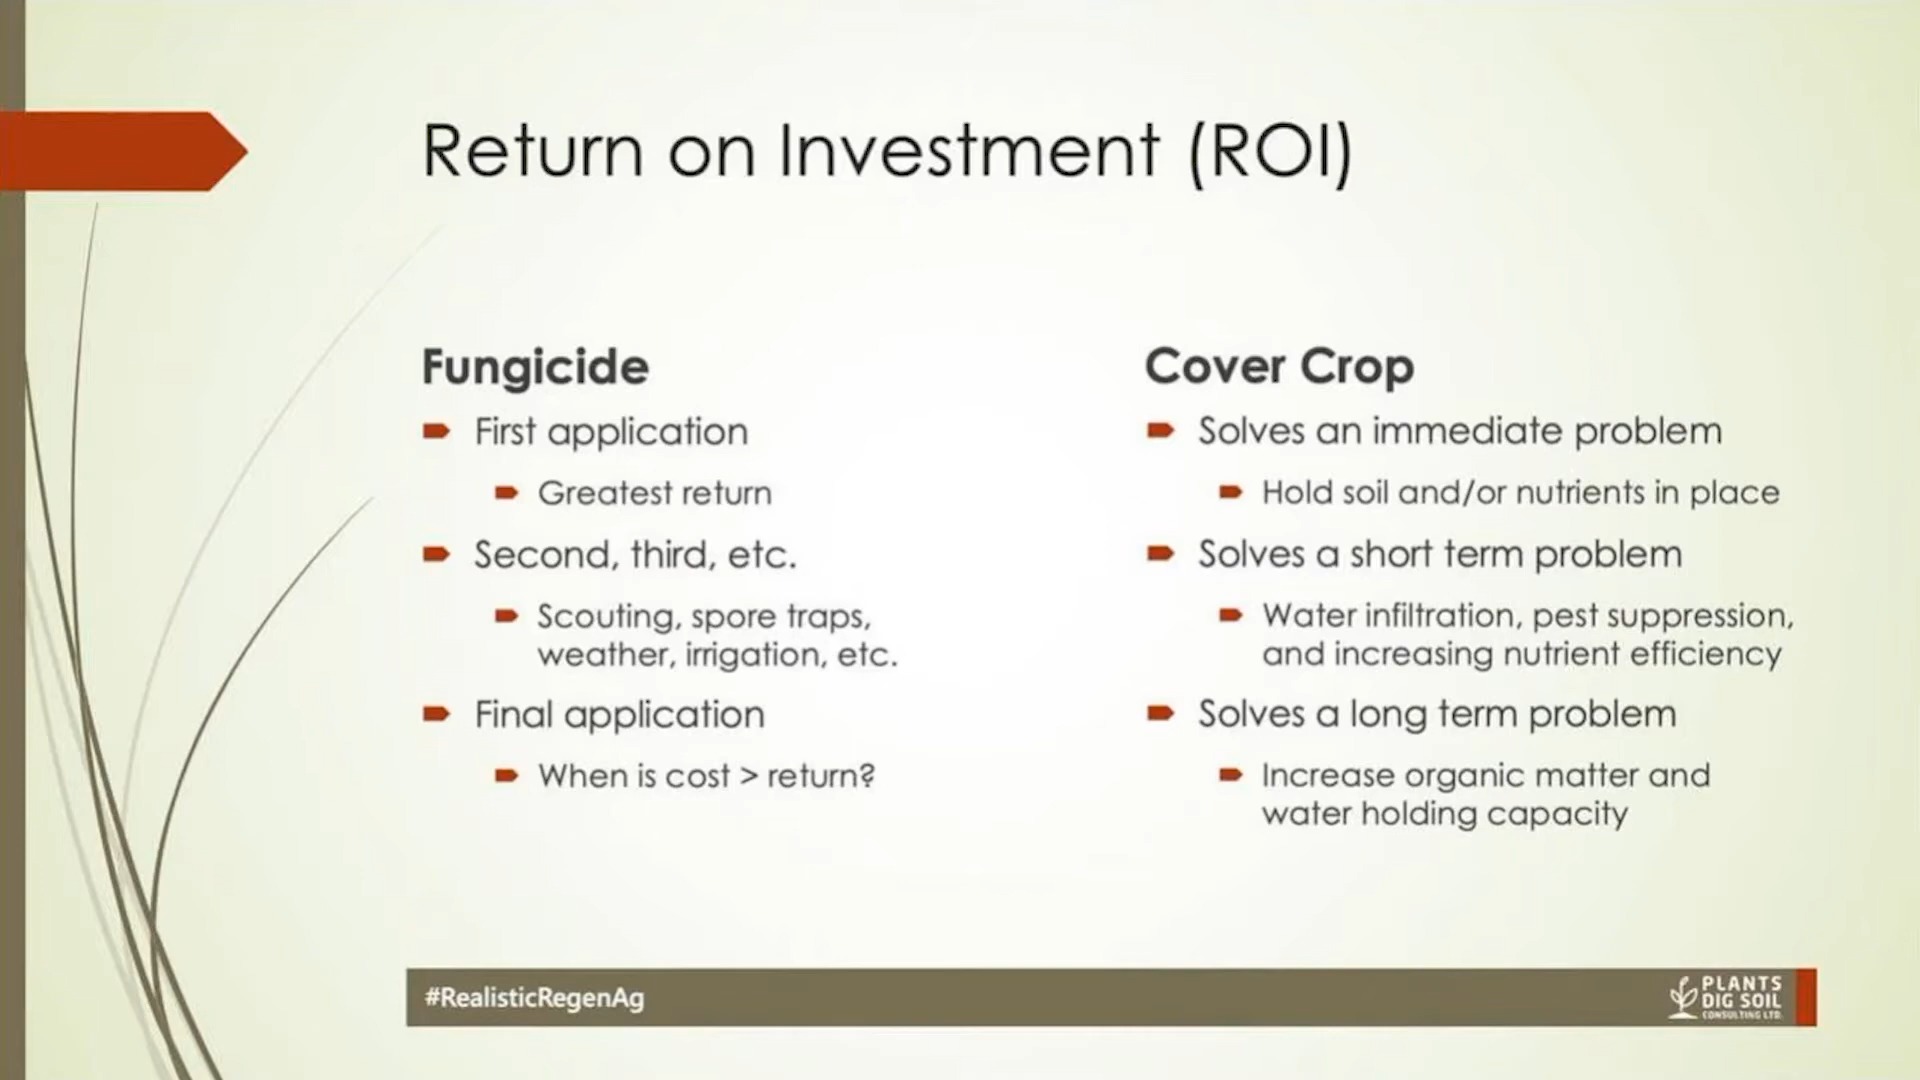 Return on Investment (ROI)
Fungicide
First application
Greatest return
Second, third, etc.
Scouting, spore traps,
weather, irrigation, etc.
Final application
When is cost > return?
Cover Crop
Solves an immediate problem
Hold soil and/or nutrients in place
Solves a short term problem
Water infiltration, pest suppression,
and increasing nutrient efficiency
Solves a long term problem
Increase organic matter and
water holding capacity
#RealisticRegenAg
PLANTS
DIG SOIL
CONSULTING LTD.